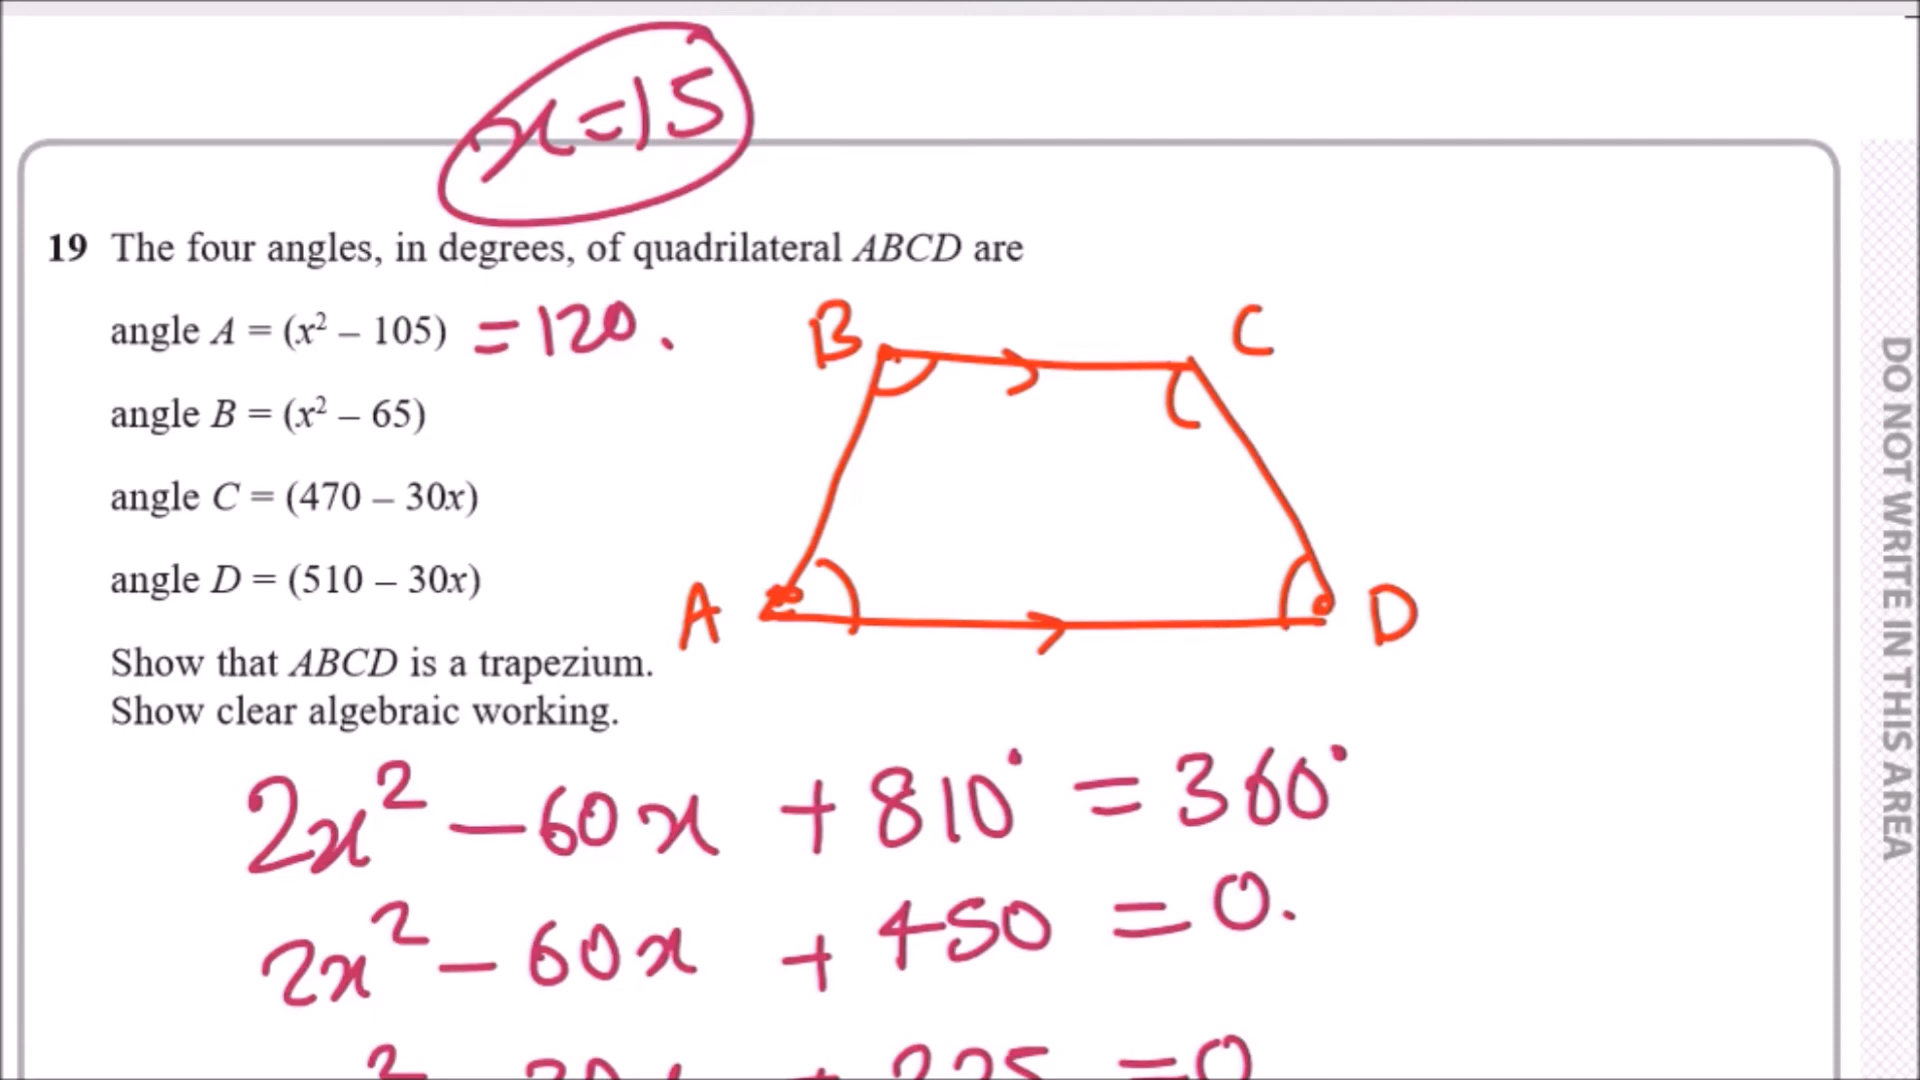 x=15
19 The four angles, in degrees, of quadrilateral ABCD are
angle A = (x² – 105) = 120.
angle B = (x² – 65)
angle C = (470 – 30x)
angle D = (510 – 30x)
Show that ABCD is a trapezium.
Show clear algebraic working.
B
C
A
D
2x² – 60x + 810° = 360°
2x² – 60x + 450 = 0.
DO NOT WRITE IN THIS AREA